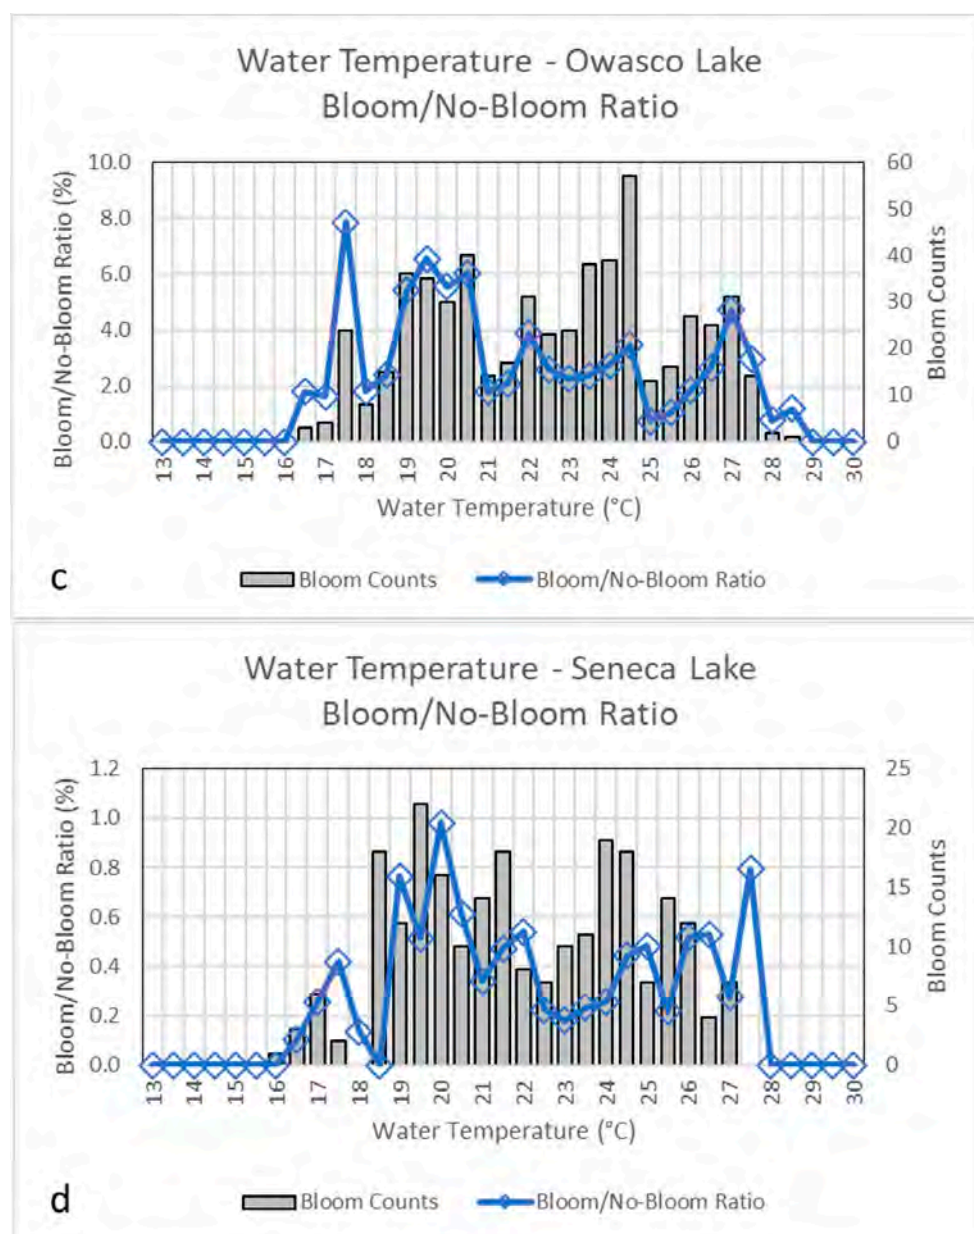 Water Temperature - Owasco Lake
Bloom/No-Bloom Ratio
Bloom/No-Bloom Ratio (%)
10.0
8.0
6.0
4.0
2.0
0.0
60
50
40
30
20
10
0
Bloom Counts
13 14 15 16 17 18 19 20 21 22 23 24 25 26 27 28 29 30
Water Temperature (°C)
c
Bloom Counts Bloom/No-Bloom Ratio
Water Temperature - Seneca Lake
Bloom/No-Bloom Ratio
Bloom/No-Bloom Ratio (%)
1.2
1.0
0.8
0.6
0.4
0.2
0.0
25
20
15
10
5
0
Bloom Counts
13 14 15 16 17 18 19 20 21 22 23 24 25 26 27 28 29 30
Water Temperature (°C)
d
Bloom Counts Bloom/No-Bloom Ratio